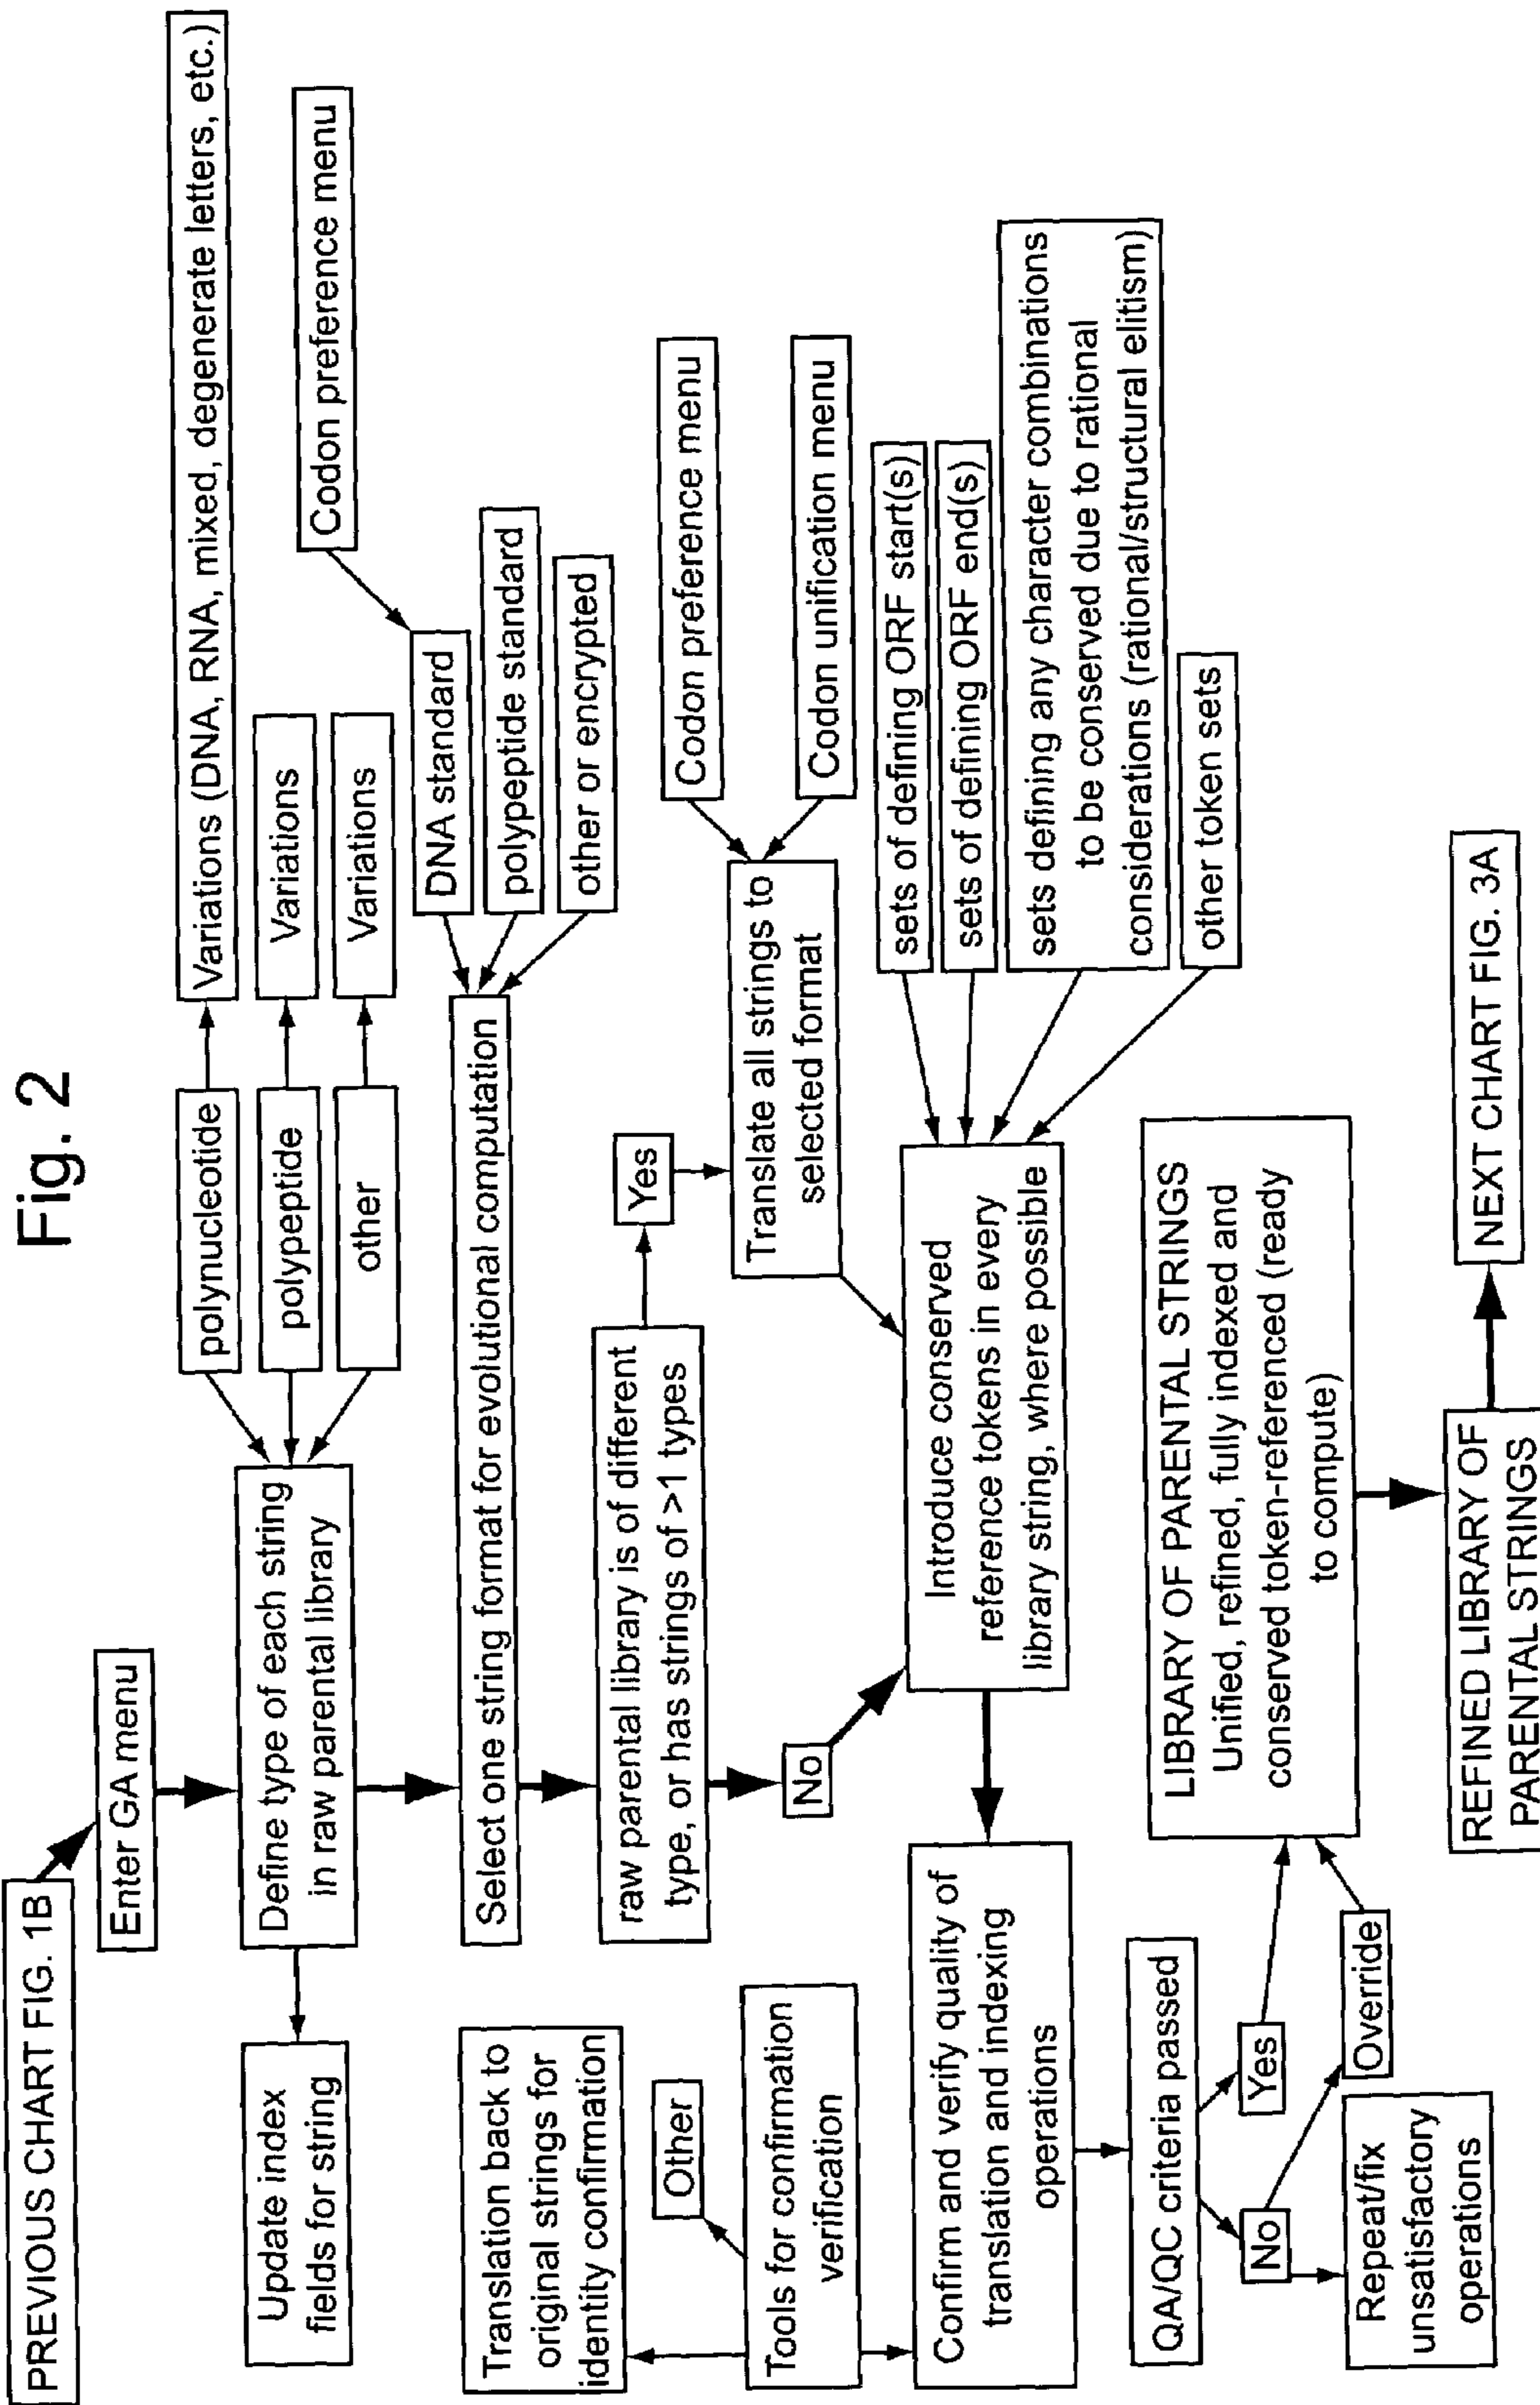 Fig. 2
PREVIOUS CHART FIG. 1B
Enter GA menu
Define type of each string
in raw parental library
Update index
fields for string
polynucleotide
polypeptide
other
Variations (DNA, RNA, mixed, degenerate letters, etc.)
Variations
Variations
Select one string format for evolutional computation
DNA standard
polypeptide standard
other or encrypted
Codon preference menu
raw parental library is of different
type, or has strings of >1 types
Yes
No
Translate all strings to
selected format
Codon preference menu
Codon unification menu
Introduce conserved
reference tokens in every
library string, where possible
sets of defining ORF start(s)
sets of defining ORF end(s)
sets defining any character combinations
to be conserved due to rational
considerations (rational/structural elitism)
other token sets
Translation back to
original strings for
identity confirmation
Other
Tools for confirmation
verification
Confirm and verify quality of
translation and indexing
operations
QA/QC criteria passed
Yes
No
Override
Repeat/fix
unsatisfactory
operations
LIBRARY OF PARENTAL STRINGS
Unified, refined, fully indexed and
conserved token-referenced (ready
to compute)
REFINED LIBRARY OF
PARENTAL STRINGS
NEXT CHART FIG. 3A